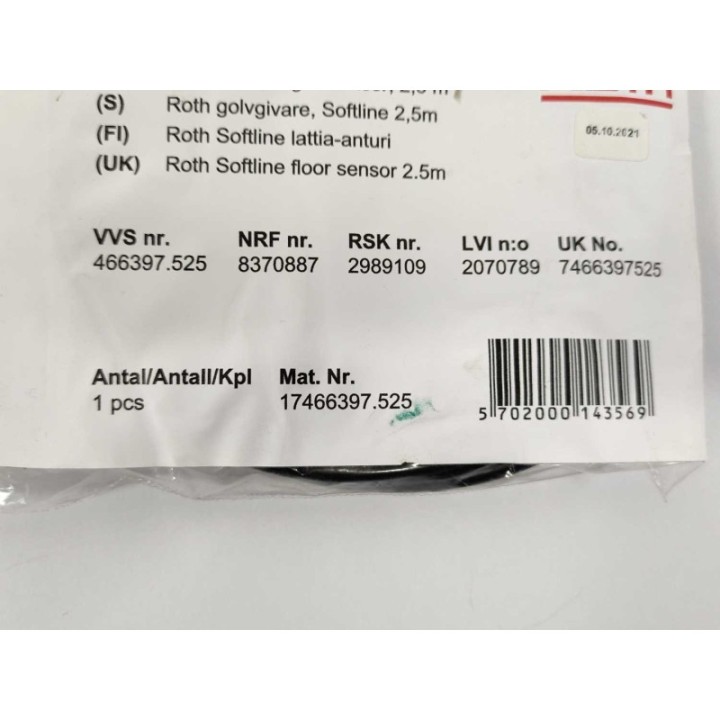 2,5 m
(S) Roth golvgivare, Softline 2,5m
(FI) Roth Softline lattia-anturi
(UK) Roth Softline floor sensor 2.5m
05.10.2021
VVS nr. NRF nr. RSK nr. LVI n:o UK No.
466397.525 8370887 2989109 2070789 7466397525
Antal/Antall/Kpl Mat. Nr.
1 pcs 17466397.525
5 702000 143569